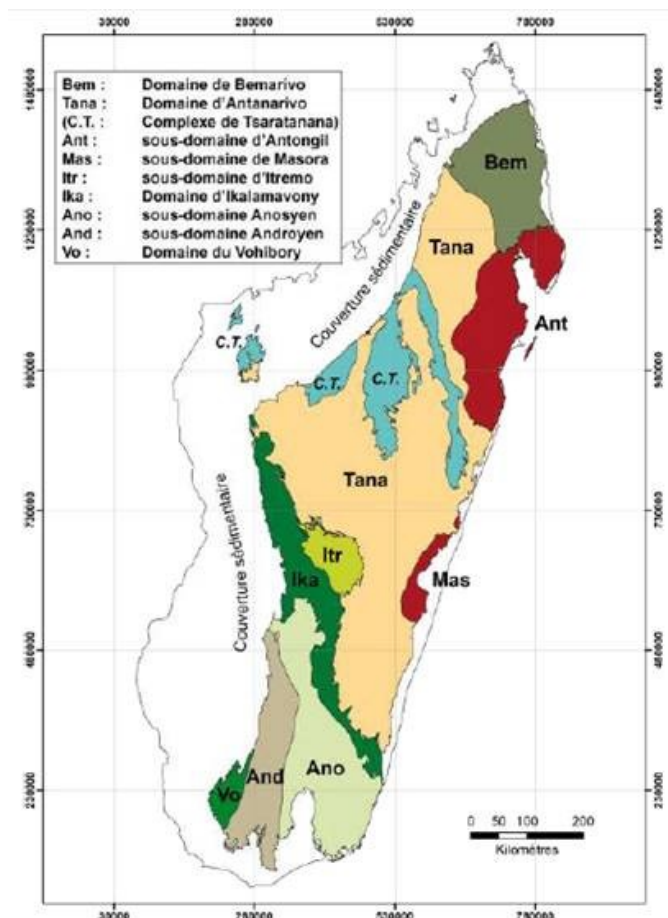 30000 280000 530000 780000
Bem : Domaine de Bemarivo
Tana : Domaine d'Antanarivo
(C.T. : Complexe de Tsaratanana)
Ant : sous-domaine d'Antongil
Mas : sous-domaine de Masora
Itr : sous-domaine d'Itremo
Ika : Domaine d'Ikalamavony
Ano : sous-domaine Anosyen
And : sous-domaine Androyen
Vo : Domaine du Vohibory
1480000
1480000
Bem
1230000
1230000
Couverture sédimentaire
Tana
Ant
C.T.
C.T.
C.T.
980000
980000
Tana
730000
730000
Couverture sédimentaire
Itr
Ika
Mas
480000
480000
And
Ano
Vo
230000
230000
0 50 100 200
Kilométres
30000 280000 530000 780000